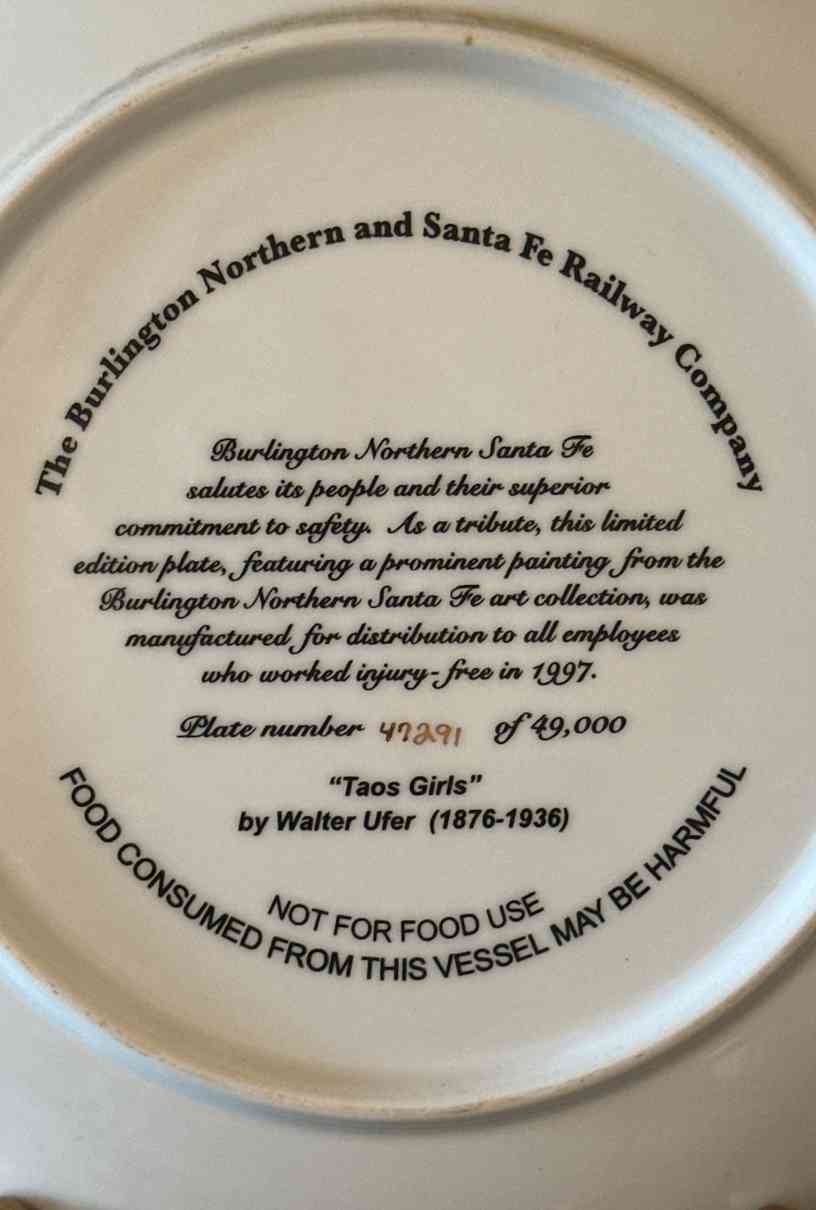 The Burlington Northern and Santa Fe Railway Company
Burlington Northern Santa Fe
salutes its people and their superior
commitment to safety. As a tribute, this limited
edition plate, featuring a prominent painting from the
Burlington Northern Santa Fe art collection, was
manufactured for distribution to all employees
who worked injury-free in 1997.
Plate number 47291 of 49,000
“Taos Girls”
by Walter Ufer (1876-1936)
NOT FOR FOOD USE
FOOD CONSUMED FROM THIS VESSEL MAY BE HARMFUL